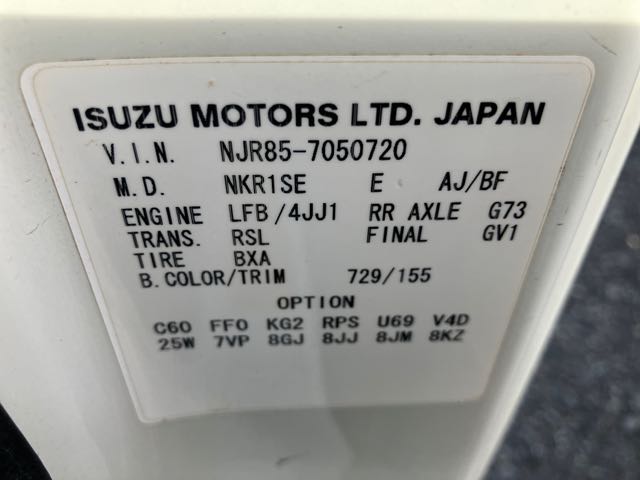 ISUZU MOTORS LTD. JAPAN
V.I.N. NJR85-7050720
M.D. NKR1SE E AJ/BF
ENGINE LFB/4JJ1 RR AXLE G73
TRANS. RSL FINAL GV1
TIRE BXA
B.COLOR/TRIM 729/155
OPTION
C60 FF0 KG2 RPS U69 V4D
25W 7VP 8GJ 8JJ 8JM 8KZ